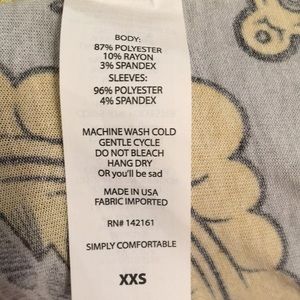 BODY:
87% POLYESTER
10% RAYON
3% SPANDEX
SLEEVES:
96% POLYESTER
4% SPANDEX
MACHINE WASH COLD
GENTLE CYCLE
DO NOT BLEACH
HANG DRY
OR you'll be sad
MADE IN USA
FABRIC IMPORTED
RN# 142161
SIMPLY COMFORTABLE
XXS